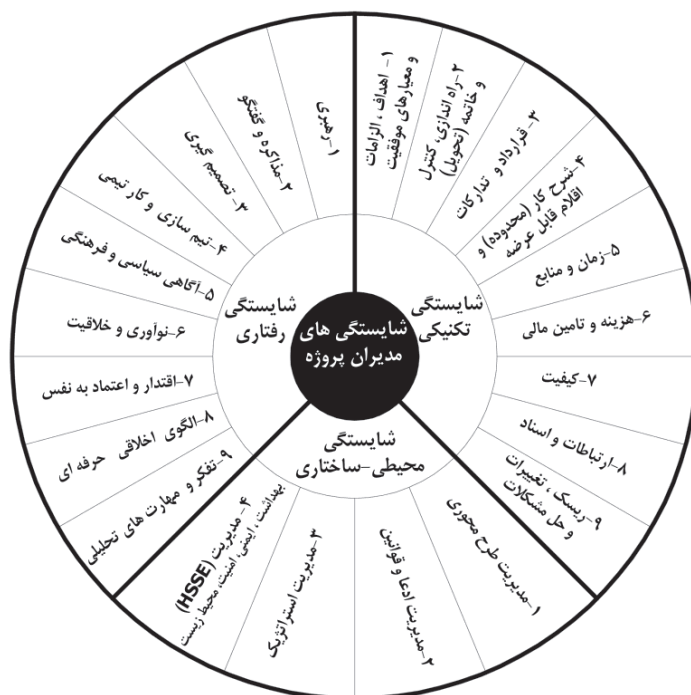 شایستگی های
مدیران پروژه
شایستگی
تکنیکی
۱- اهداف ، الزامات
و معیارهای موفقیت
۲-راه اندازی، کنترل
و خاتمه (تحویل)
۳-قرارداد و تدارکات
۴-شرح کار (محدوده) و
اقلام قابل عرضه
۵-زمان و منابع
۶-هزینه و تامین مالی
۷-کیفیت
۸-ارتباطات و اسناد
۹-ریسک ، تغییرات
و حل مشکلات
شایستگی
محیطی-ساختاری
۱-مدیریت طرح محوری
۲-مدیریت ادعا و قوانین
۳-مدیریت استراتژیک
۴- مدیریت (HSSE)
بهداشت ، ایمنی، امنیت، محیط زیست
شایستگی
رفتاری
۱-رهبری
۲-مذاکره و گفتگو
۳- تصمیم گیری
۴-تیم سازی و کار تیمی
۵-آگاهی سیاسی و فرهنگی
۶-نوآوری و خلاقیت
۷-اقتدار و اعتماد به نفس
۸-الگوی اخلاقی حرفه ای
۹-تفکر و مهارت های تحلیلی